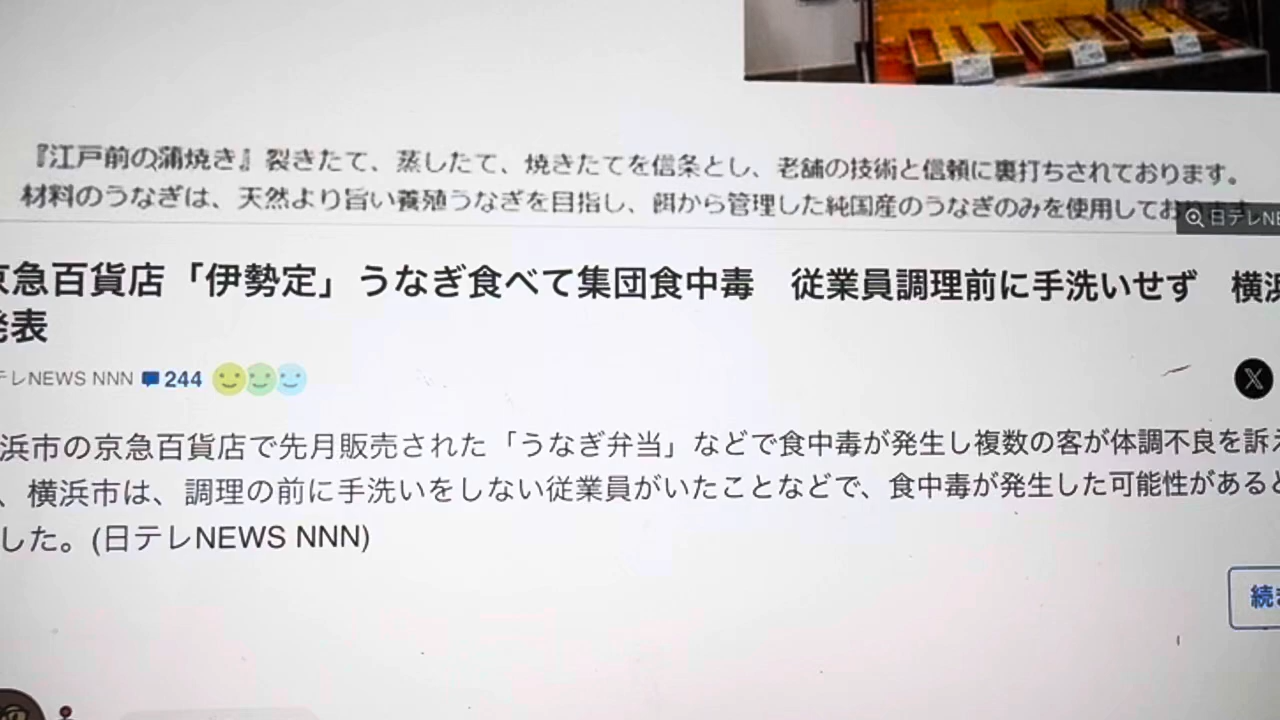 『江戸前の蒲焼き』裂きたて、蒸したて、焼きたてを信条とし、老舗の技術と信頼に裏打ちされております。
材料のうなぎは、天然より旨い養殖うなぎを目指し、餌から管理した純国産のうなぎのみを使用してお
日テレNE
京急百貨店「伊勢定」うなぎ食べて集団食中毒　従業員調理前に手洗いせず　横浜
発表
テレNEWS NNN 244
浜市の京急百貨店で先月販売された「うなぎ弁当」などで食中毒が発生し複数の客が体調不良を訴え
、横浜市は、調理の前に手洗いをしない従業員がいたことなどで、食中毒が発生した可能性があると
した。(日テレNEWS NNN)
続き